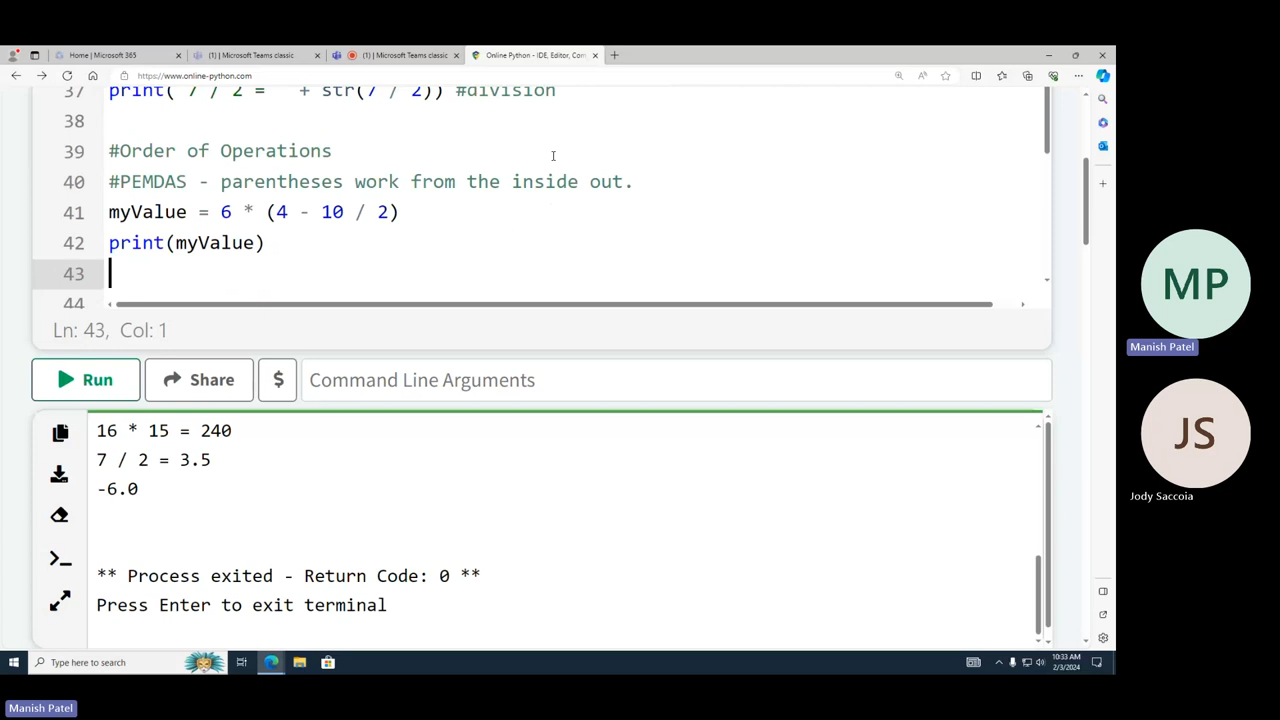 Home | Microsoft 365
(1) | Microsoft Teams classic
(1) | Microsoft Teams classic
Online Python - IDE, Editor, Com
https://www.online-python.com
37 print( 7 / 2 = + str(7 / 2)) #division
38
39 #Order of Operations
40 #PEMDAS - parentheses work from the inside out.
41 myValue = 6 * (4 - 10 / 2)
42 print(myValue)
43
44
Ln: 43, Col: 1
Run
Share
$
Command Line Arguments
16 * 15 = 240
7 / 2 = 3.5
-6.0
** Process exited - Return Code: 0 **
Press Enter to exit terminal
MP
Manish Patel
JS
Jody Saccoia
Type here to search
10:33 AM
2/3/2024
Manish Patel